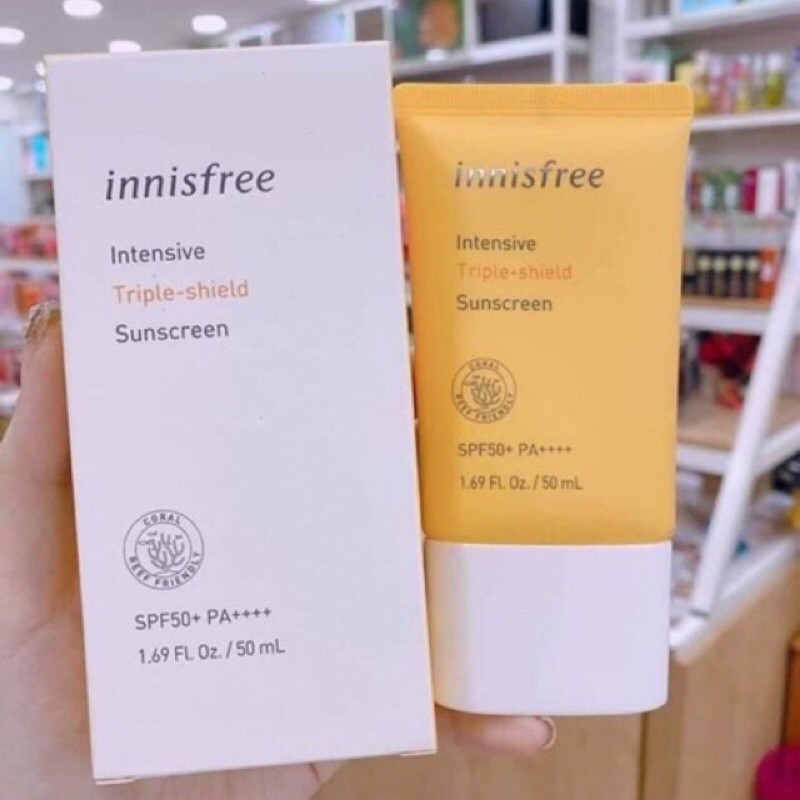 innisfree
Intensive
Triple-shield
Sunscreen
CORAL
REEF FRIENDLY
SPF50+ PA++++
1.69 Fl. Oz. / 50 mL
innisfree
Intensive
Triple-shield
Sunscreen
CORAL
REEF FRIENDLY
SPF50+ PA++++
1.69 Fl. Oz. / 50 mL